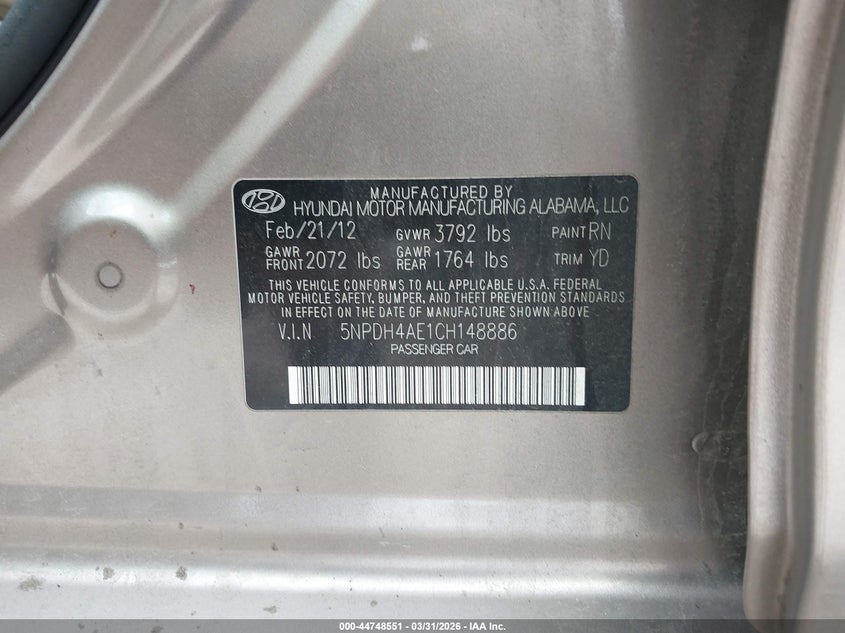 MANUFACTURED BY
HYUNDAI MOTOR MANUFACTURING ALABAMA, LLC
Feb/21/12 GVWR 3792 lbs PAINT RN
GAWR FRONT 2072 lbs GAWR REAR 1764 lbs TRIM YD
THIS VEHICLE CONFORMS TO ALL APPLICABLE U.S.A. FEDERAL
MOTOR VEHICLE SAFETY, BUMPER, AND THEFT PREVENTION STANDARDS
IN EFFECT ON THE DATE OF MANUFACTURE SHOWN ABOVE
V.I.N 5NPDH4AE1CH148886
PASSENGER CAR
000-44748551 | 03/31/2026 - IAA Inc.